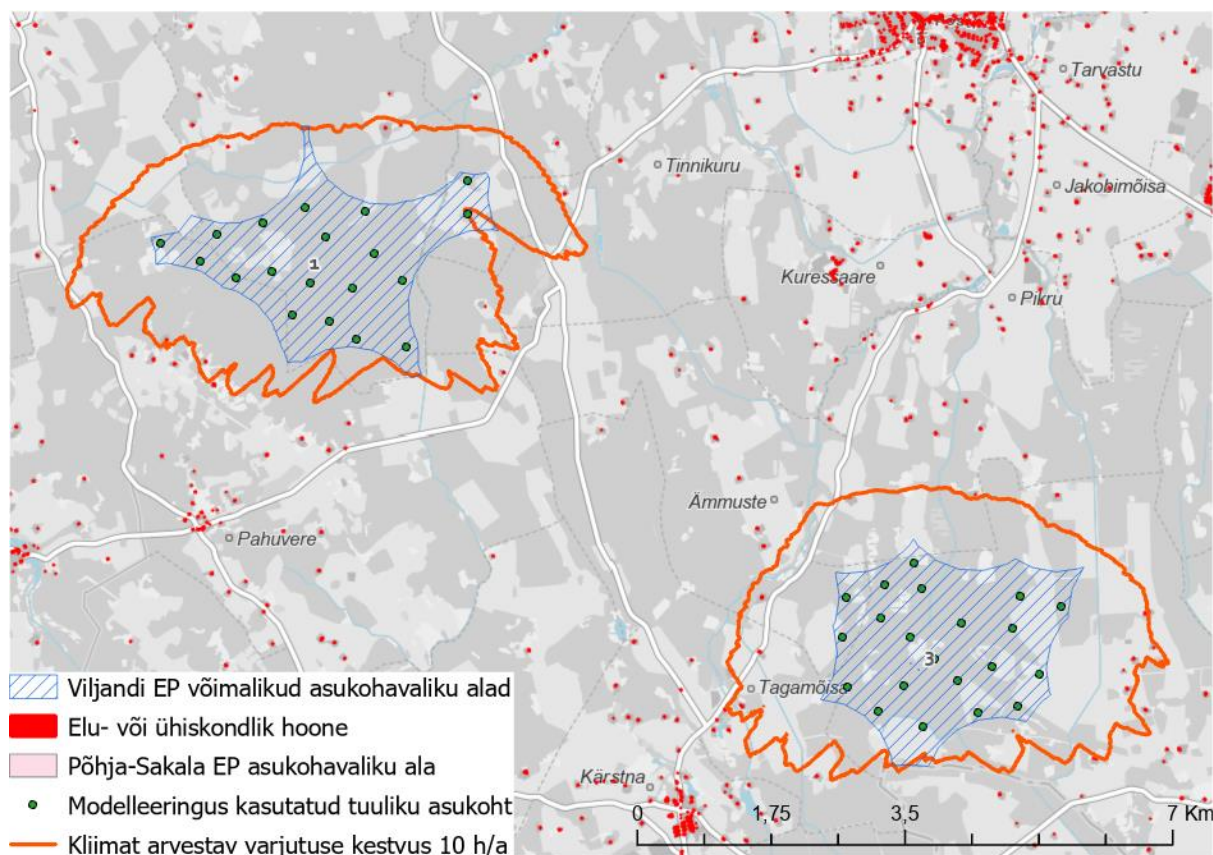 Tarvastu
Tinnikuru
Jakobimõisa
Kuressaare
1
Pikru
Ämmuste
Pahuvere
3
Tagamõisa
Kärstna
Viljandi EP võimalikud asukohavaliku alad
Elu- või ühiskondlik hoone
Põhja-Sakala EP asukohavaliku ala
Modelleeringus kasutatud tuuliku asukoht
Kliimat arvestav varjutuse kestvus 10 h/a
0 1,75 3,5 7 Km